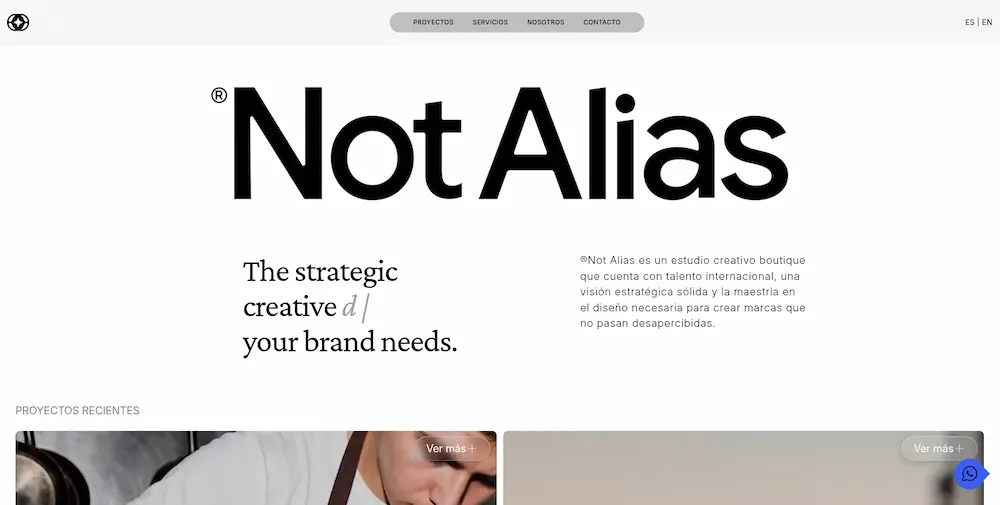 PROYECTOS SERVICIOS NOSOTROS CONTACTO
ES | EN
®Not Alias
The strategic
creative d |
your brand needs.
®Not Alias es un estudio creativo boutique
que cuenta con talento internacional, una
visión estratégica sólida y la maestría en
el diseño necesaria para crear marcas que
no pasan desapercibidas.
PROYECTOS RECIENTES
Ver más+
Ver más+